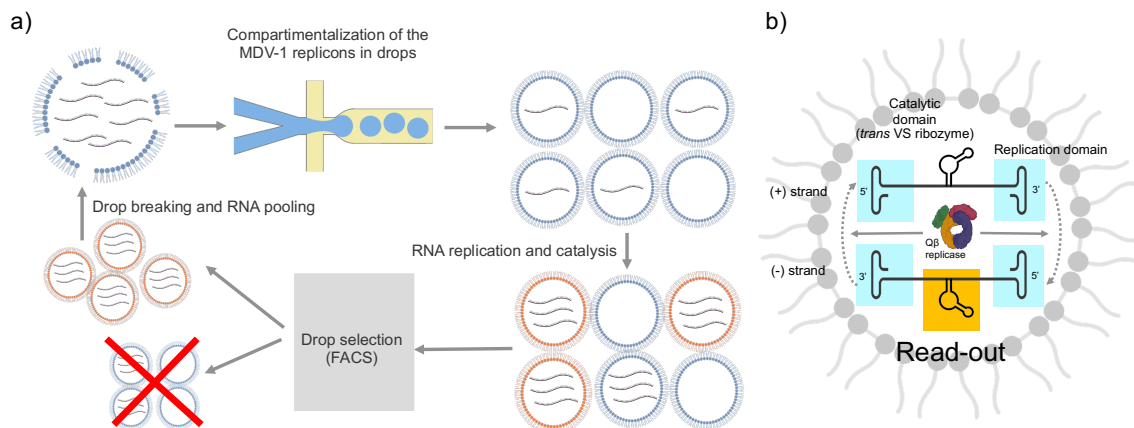 a)
Compartimentalization of the
MDV-1 replicons in drops
Drop breaking and RNA pooling
RNA replication and catalysis
Drop selection
(FACS)
b)
Catalytic
domain
(trans VS ribozyme)
Replication domain
(+) strand
5'
3'
Qβ
replicase
(-) strand
3'
5'
Read-out